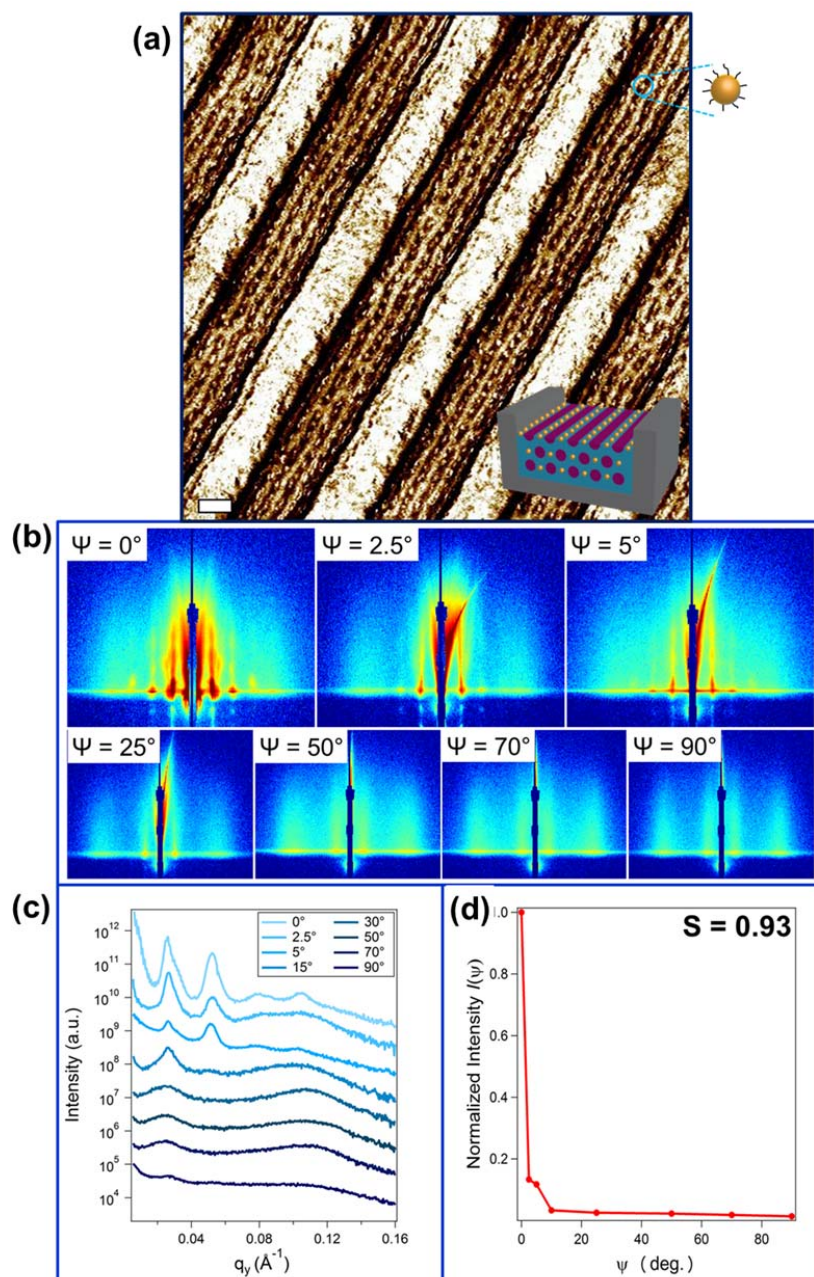 (a)
(b)
Ψ = 0°
Ψ = 2.5°
Ψ = 5°
Ψ = 25°
Ψ = 50°
Ψ = 70°
Ψ = 90°
(c)
10¹²
10¹¹
10¹⁰
10⁹
10⁸
10⁷
10⁶
10⁵
10⁴
Intensity (a.u.)
0° 30°
2.5° 50°
5° 70°
15° 90°
0.04 0.08 0.12 0.16
q_y (Å⁻¹)
(d)
S = 0.93
Normalized Intensity I(ψ)
1.0
0.8
0.6
0.4
0.2
0 20 40 60 80
ψ (deg.)